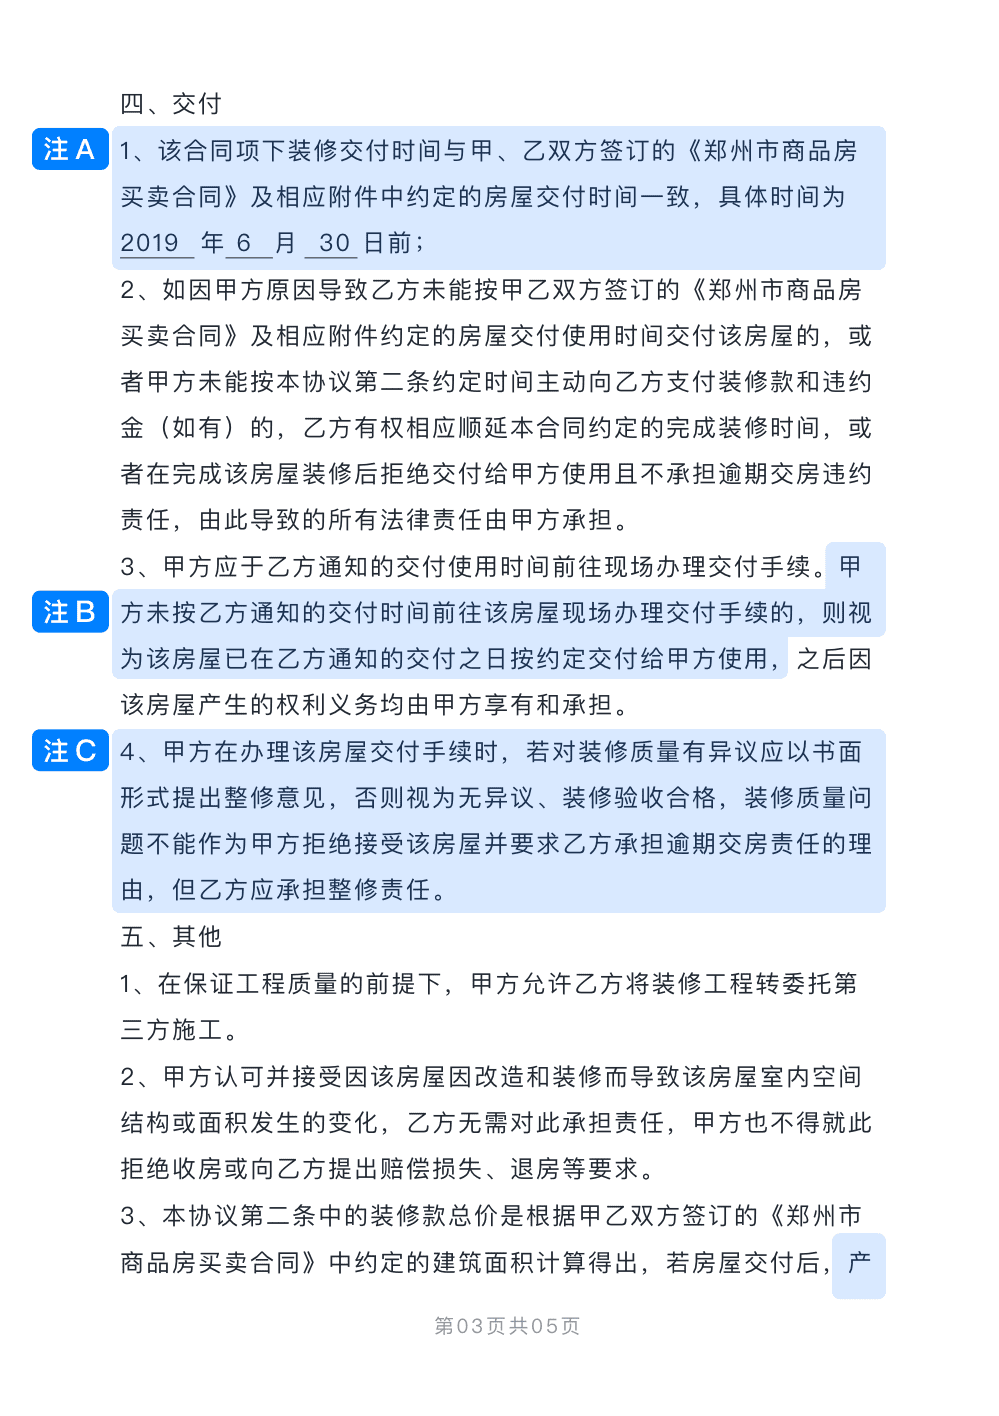 四、交付
注A
1、该合同项下装修交付时间与甲、乙双方签订的《郑州市商品房
买卖合同》及相应附件中约定的房屋交付时间一致，具体时间为
2019 年 6 月 30 日前；
2、如因甲方原因导致乙方未能按甲乙双方签订的《郑州市商品房
买卖合同》及相应附件约定的房屋交付使用时间交付该房屋的，或
者甲方未能按本协议第二条约定时间主动向乙方支付装修款和违约
金（如有）的，乙方有权相应顺延本合同约定的完成装修时间，或
者在完成该房屋装修后拒绝交付给甲方使用且不承担逾期交房违约
责任，由此导致的所有法律责任由甲方承担。
3、甲方应于乙方通知的交付使用时间前往现场办理交付手续。甲
注B
方未按乙方通知的交付时间前往该房屋现场办理交付手续的，则视
为该房屋已在乙方通知的交付之日按约定交付给甲方使用，之后因
该房屋产生的权利义务均由甲方享有和承担。
注C
4、甲方在办理该房屋交付手续时，若对装修质量有异议应以书面
形式提出整修意见，否则视为无异议、装修验收合格，装修质量问
题不能作为甲方拒绝接受该房屋并要求乙方承担逾期交房责任的理
由，但乙方应承担整修责任。
五、其他
1、在保证工程质量的前提下，甲方允许乙方将装修工程转委托第
三方施工。
2、甲方认可并接受因该房屋因改造和装修而导致该房屋室内空间
结构或面积发生的变化，乙方无需对此承担责任，甲方也不得就此
拒绝收房或向乙方提出赔偿损失、退房等要求。
3、本协议第二条中的装修款总价是根据甲乙双方签订的《郑州市
商品房买卖合同》中约定的建筑面积计算得出，若房屋交付后，产
第03页共05页